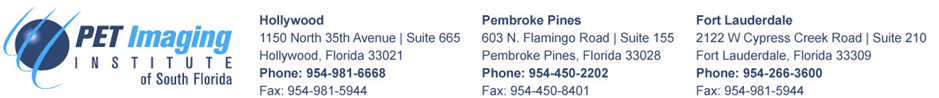 PET Imaging
INSTITUTE
of South Florida
Hollywood
1150 North 35th Avenue | Suite 665
Hollywood, Florida 33021
Phone: 954-981-6668
Fax: 954-981-5944
Pembroke Pines
603 N. Flamingo Road | Suite 155
Pembroke Pines, Florida 33028
Phone: 954-450-2202
Fax: 954-450-8401
Fort Lauderdale
2122 W Cypress Creek Road | Suite 210
Fort Lauderdale, Florida 33309
Phone: 954-266-3600
Fax: 954-981-5944